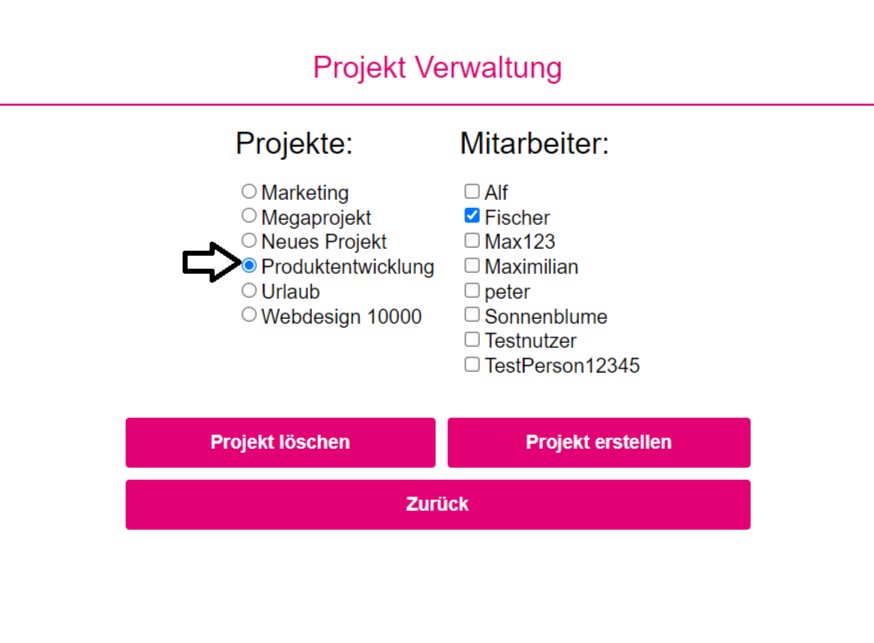 Projekt Verwaltung
Projekte:
Marketing
Megaprojekt
Neues Projekt
Produktentwicklung
Urlaub
Webdesign 10000
Mitarbeiter:
Alf
Fischer
Max123
Maximilian
peter
Sonnenblume
Testnutzer
TestPerson12345
Projekt löschen
Projekt erstellen
Zurück